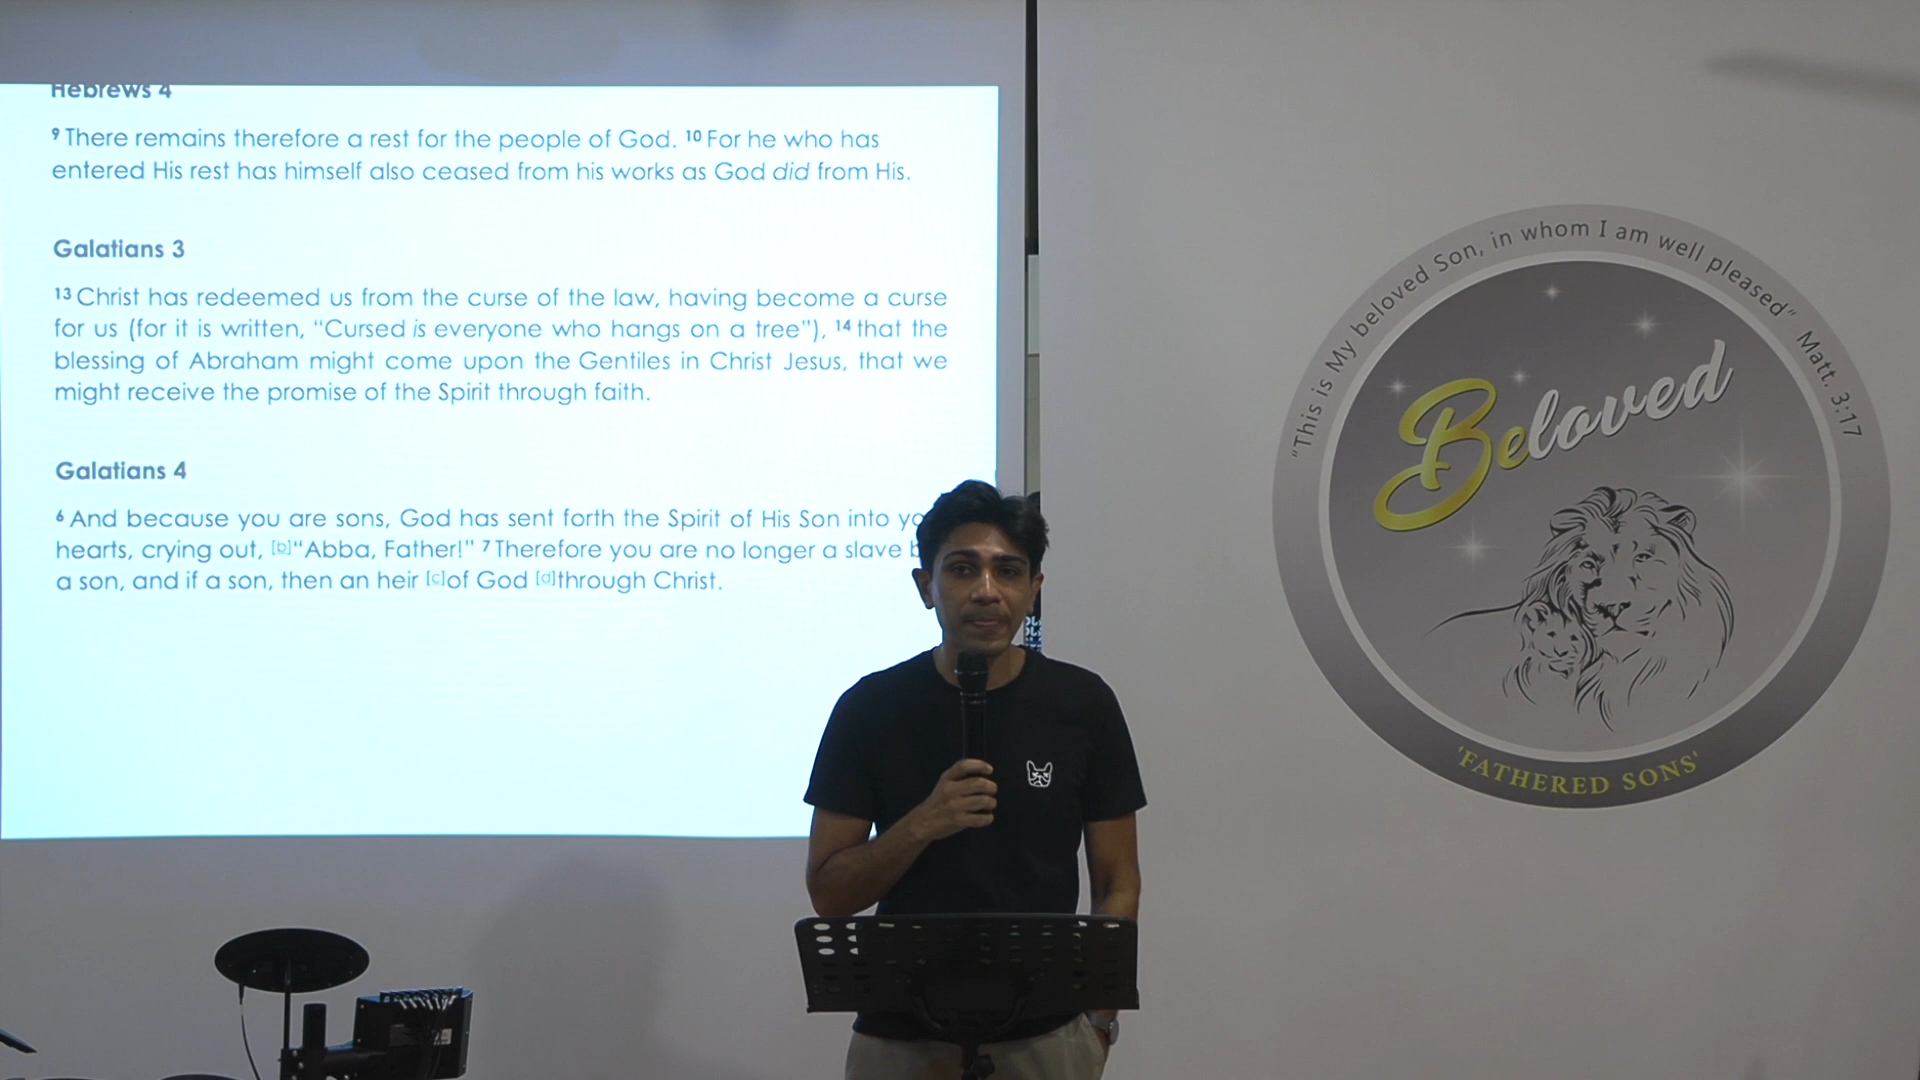 Hebrews 4
9 There remains therefore a rest for the people of God. 10 For he who has
entered His rest has himself also ceased from his works as God did from His.
Galatians 3
13 Christ has redeemed us from the curse of the law, having become a curse
for us (for it is written, “Cursed is everyone who hangs on a tree”), 14 that the
blessing of Abraham might come upon the Gentiles in Christ Jesus, that we
might receive the promise of the Spirit through faith.
Galatians 4
6 And because you are sons, God has sent forth the Spirit of His Son into
hearts, crying out, [b]“Abba, Father!” 7 Therefore you are no longer a slave
a son, and if a son, then an heir [c]of God [d]through Christ.
“This is My beloved Son, in whom I am well pleased” Matt. 3:17
Beloved
'FATHERED SONS'